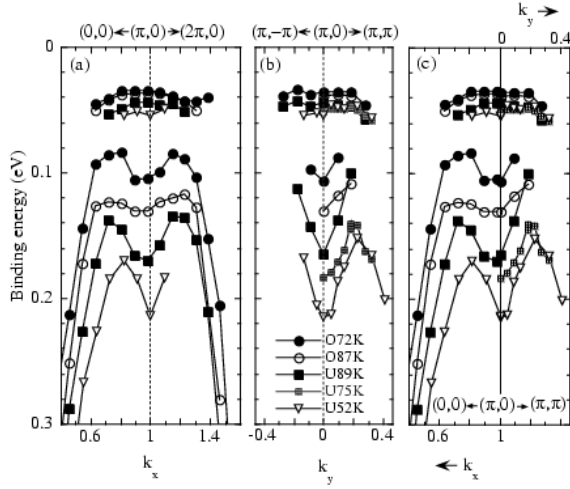 k_y →
(0,0) ← (π,0) → (2π,0) (π,−π) ← (π,0) → (π,π) 0 0.4
0 (a) (b) (c)
0.1
Binding energy (eV)
0.2
O72K
O87K
U89K
U75K
U52K
(0,0) ← (π,0) → (π,π)
0.3
0.6 1 1.4 -0.4 0 0.4 0.6 1
k_x k_y ← k_x